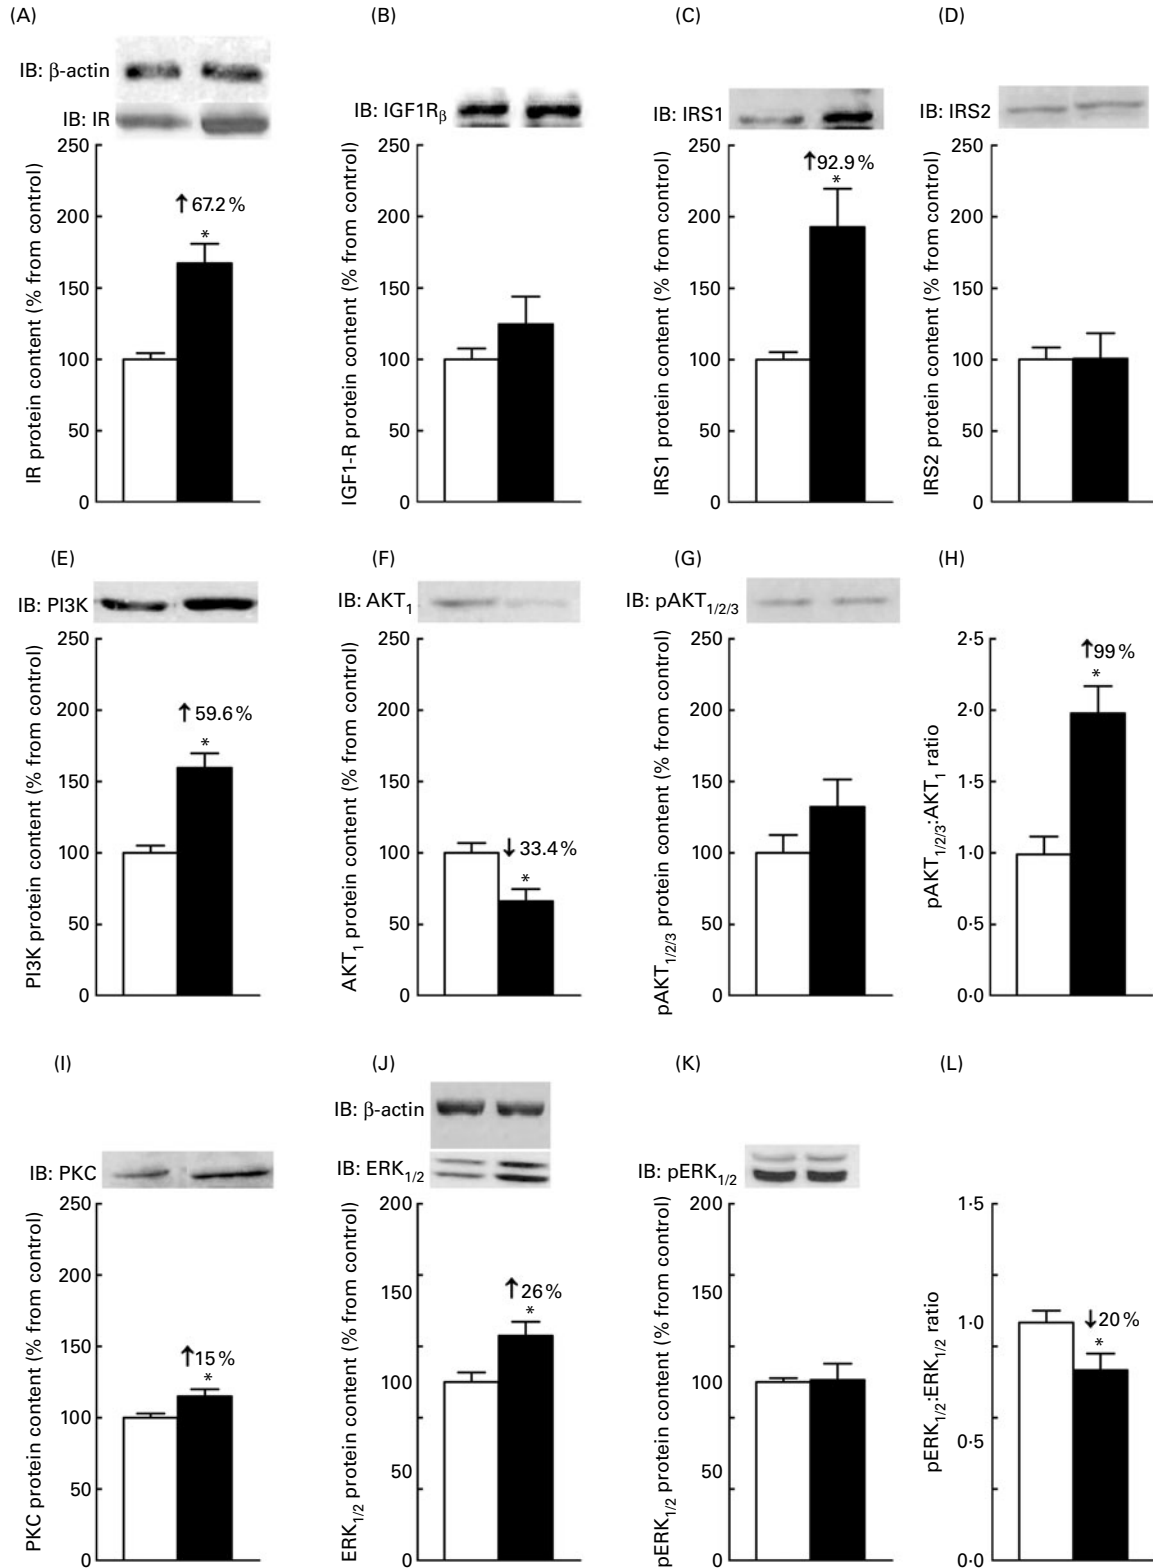 (A)
IB: β-actin
IB: IR
250
200
150
100
50
0
IR protein content (% from control)
↑67.2%
*
(B)
IB: IGF1Rβ
250
200
150
100
50
0
IGF1-R protein content (% from control)
(C)
IB: IRS1
250
200
150
100
50
0
IRS1 protein content (% from control)
↑92.9%
*
(D)
IB: IRS2
250
200
150
100
50
0
IRS2 protein content (% from control)
(E)
IB: PI3K
250
200
150
100
50
0
PI3K protein content (% from control)
↑59.6%
*
(F)
IB: AKT1
250
200
150
100
50
0
AKT1 protein content (% from control)
↓33.4%
*
(G)
IB: pAKT1/2/3
250
200
150
100
50
0
pAKT1/2/3 protein content (% from control)
(H)
2·5
2·0
1·5
1·0
0·5
0·0
pAKT1/2/3:AKT1 ratio
↑99%
*
(I)
IB: PKC
250
200
150
100
50
0
PKC protein content (% from control)
↑15%
*
(J)
IB: β-actin
IB: ERK1/2
200
150
100
50
0
ERK1/2 protein content (% from control)
↑26%
*
(K)
IB: pERK1/2
200
150
100
50
0
pERK1/2 protein content (% from control)
(L)
1·5
1·0
0·5
0·0
pERK1/2:ERK1/2 ratio
↓20%
*